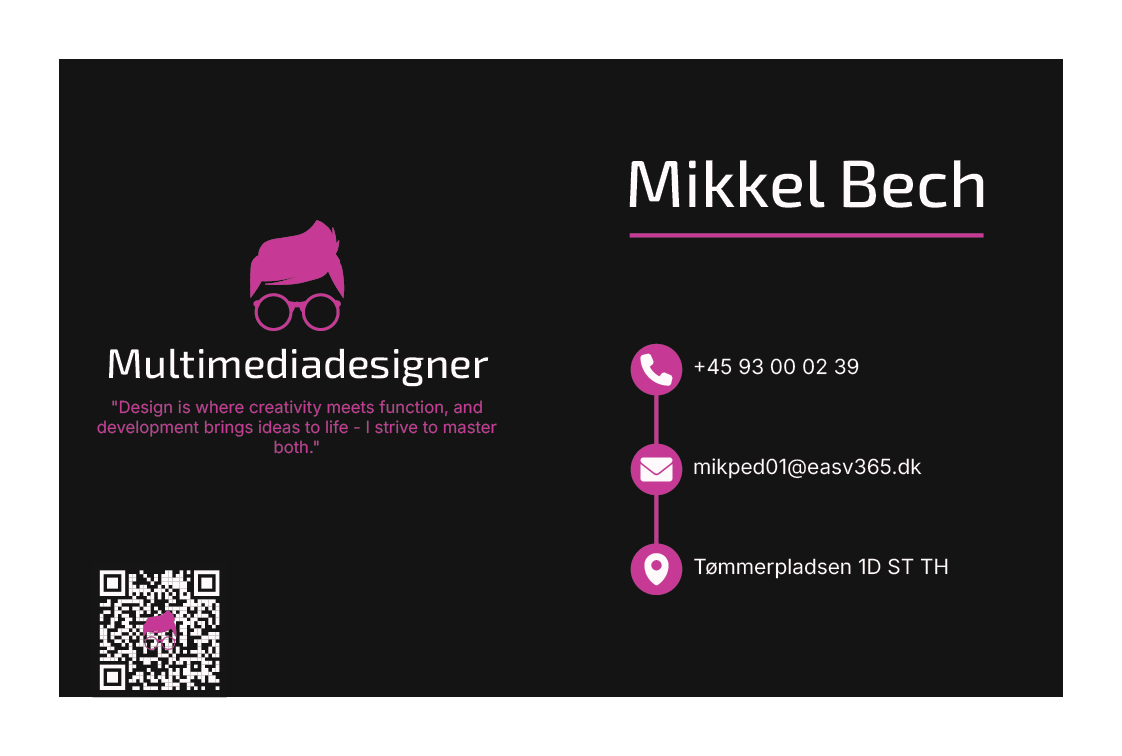 Mikkel Bech
Multimediadesigner
"Design is where creativity meets function, and
development brings ideas to life - I strive to master
both."
+45 93 00 02 39
mikped01@easv365.dk
Tømmerpladsen 1D ST TH